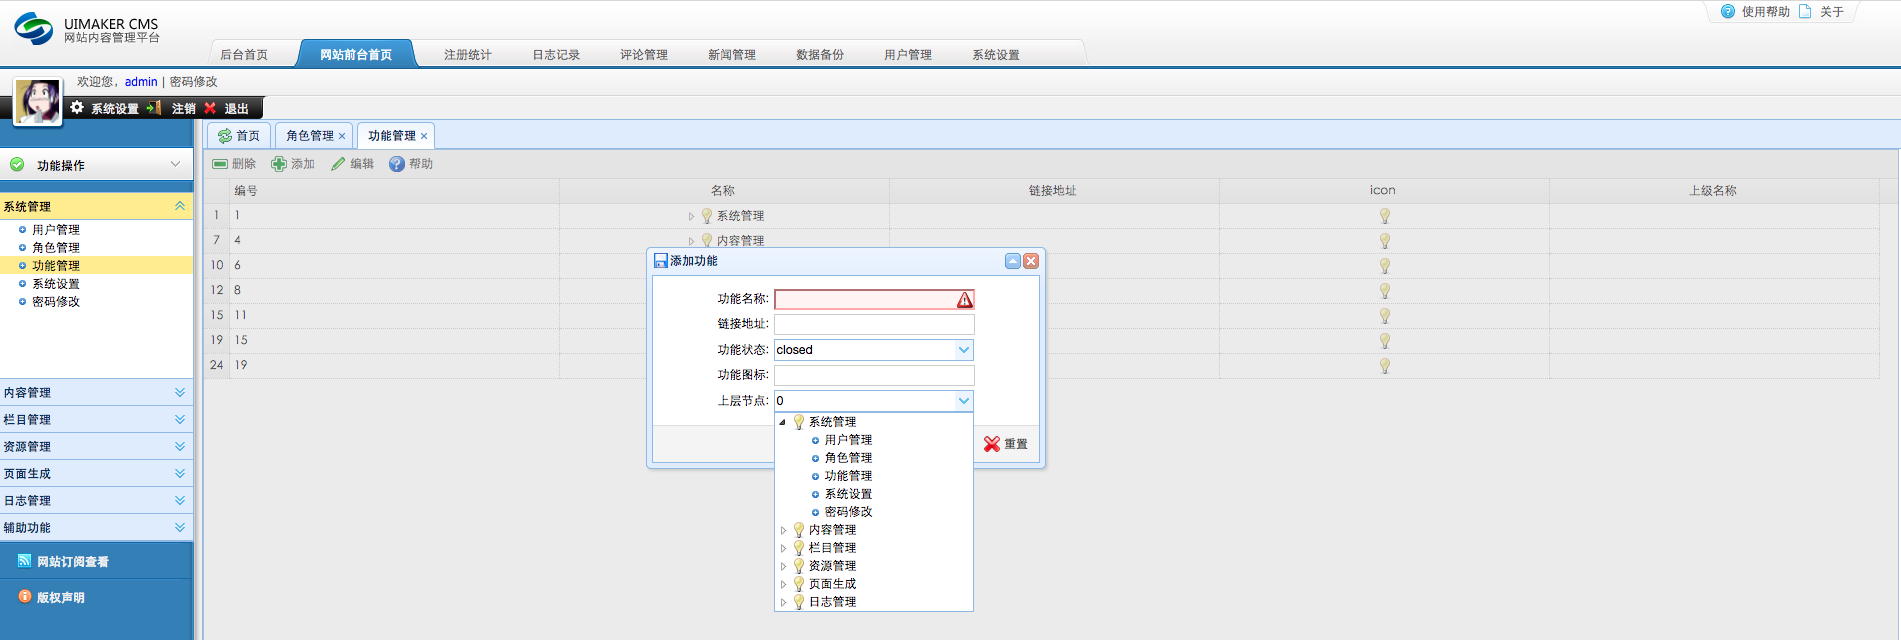 UIMAKER CMS
网站内容管理平台
使用帮助 关于
后台首页 网站前台首页 注册统计 日志记录 评论管理 新闻管理 数据备份 用户管理 系统设置
欢迎您，admin | 密码修改
系统设置 注销 退出
功能操作
系统管理
用户管理
角色管理
功能管理
系统设置
密码修改
内容管理
栏目管理
资源管理
页面生成
日志管理
辅助功能
网站订阅查看
版权声明
首页 角色管理 功能管理
删除 添加 编辑 帮助
编号 名称 链接地址 icon 上级名称
1 1 系统管理
7 4 内容管理
10 6
12 8
15 11
19 15
24 19
添加功能
功能名称:
链接地址:
功能状态: closed
功能图标:
上层节点: 0
系统管理
用户管理
角色管理
功能管理
系统设置
密码修改
内容管理
栏目管理
资源管理
页面生成
日志管理
重置